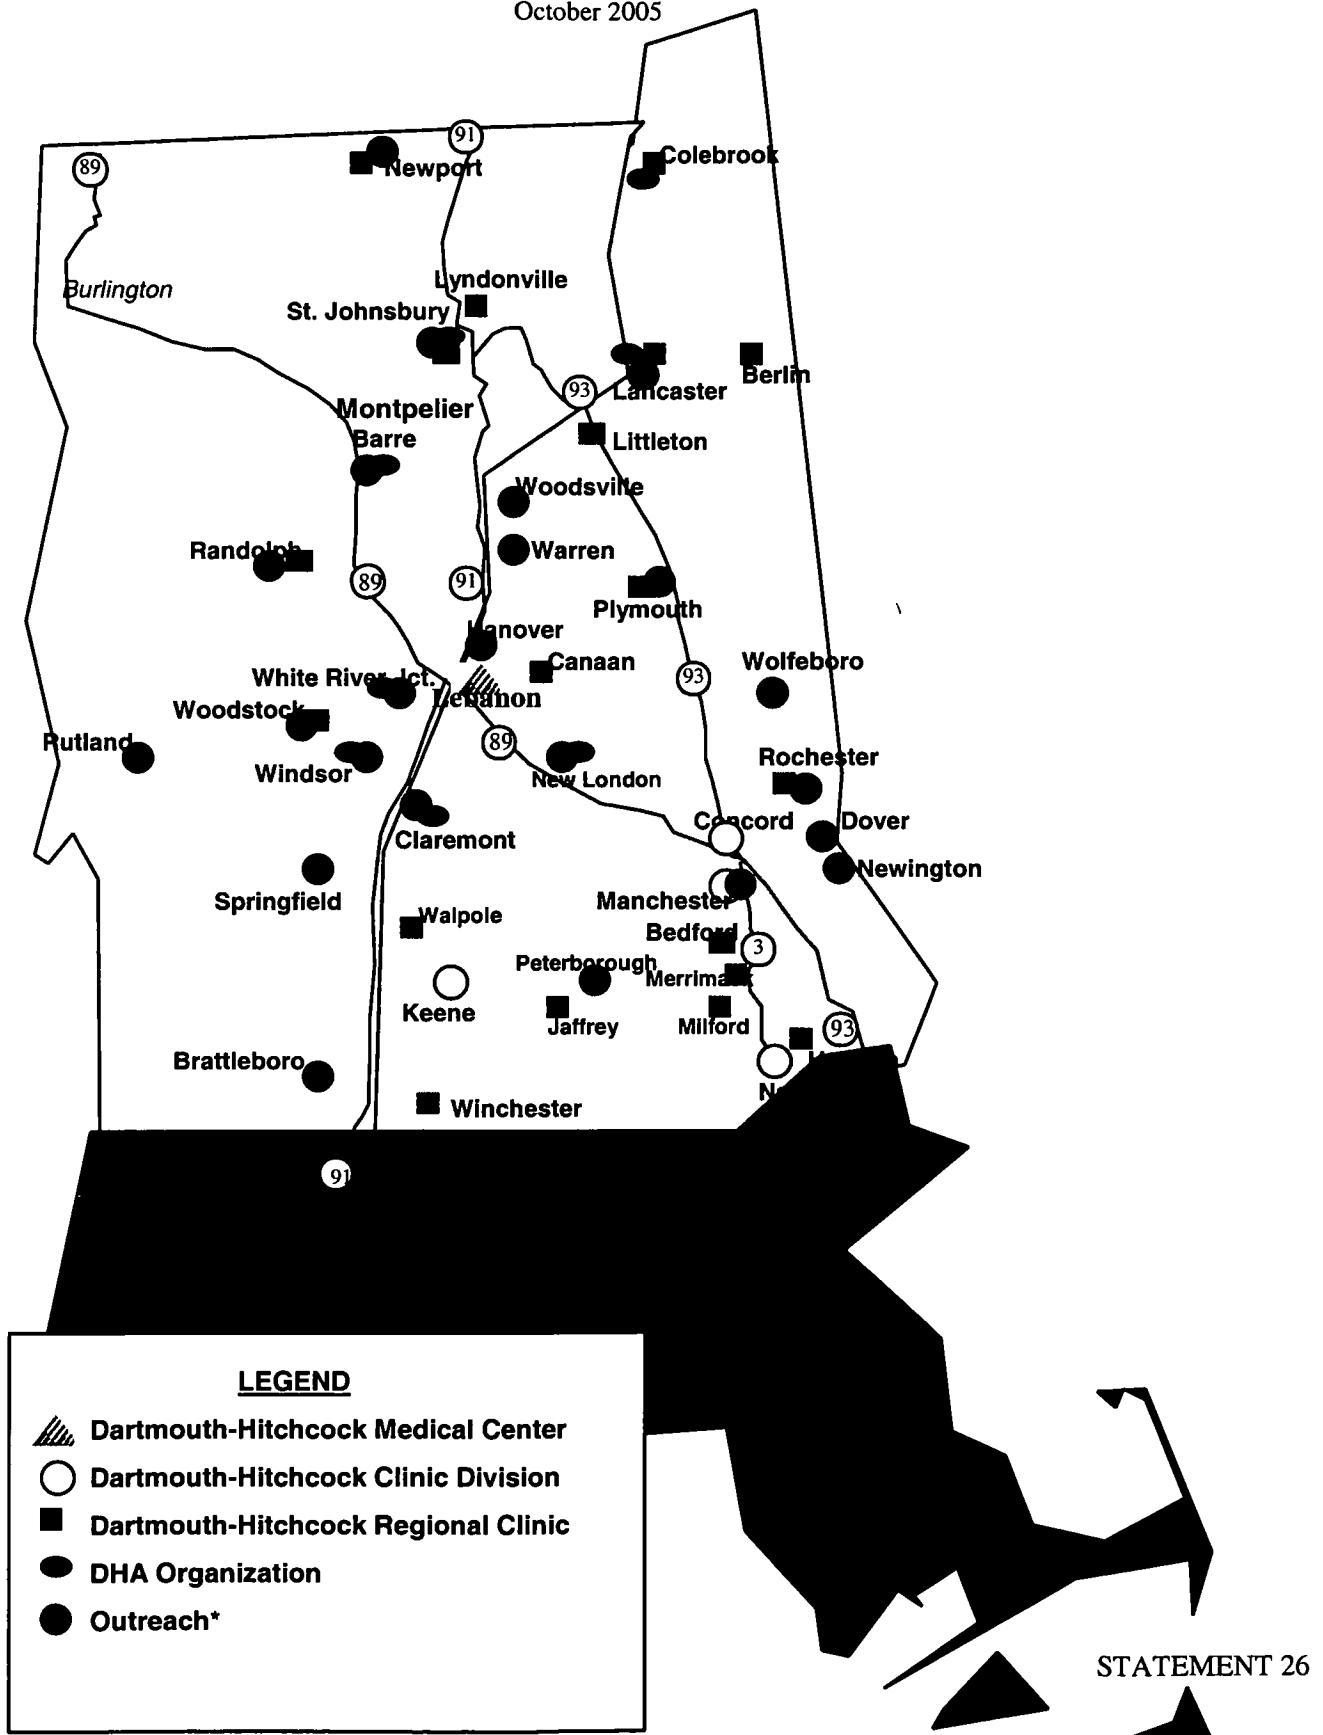 October 2005
91
89
Newport
Colebrook
Burlington
Lyndonville
St. Johnsbury
93
Lancaster
Berlin
Montpelier
Barre
Littleton
Woodsville
Randolph
Warren
89
91
Plymouth
Hanover
Canaan
Wolfeboro
White River Jct.
93
Lebanon
Woodstock
Rutland
89
Windsor
New London
Rochester
Claremont
Concord
Dover
Newington
Springfield
Manchester
Walpole
Bedford
3
Peterborough
Merrimack
Keene
Jaffrey
Milford
93
Brattleboro
Winchester
91
LEGEND
Dartmouth-Hitchcock Medical Center
Dartmouth-Hitchcock Clinic Division
Dartmouth-Hitchcock Regional Clinic
DHA Organization
Outreach*
STATEMENT 26